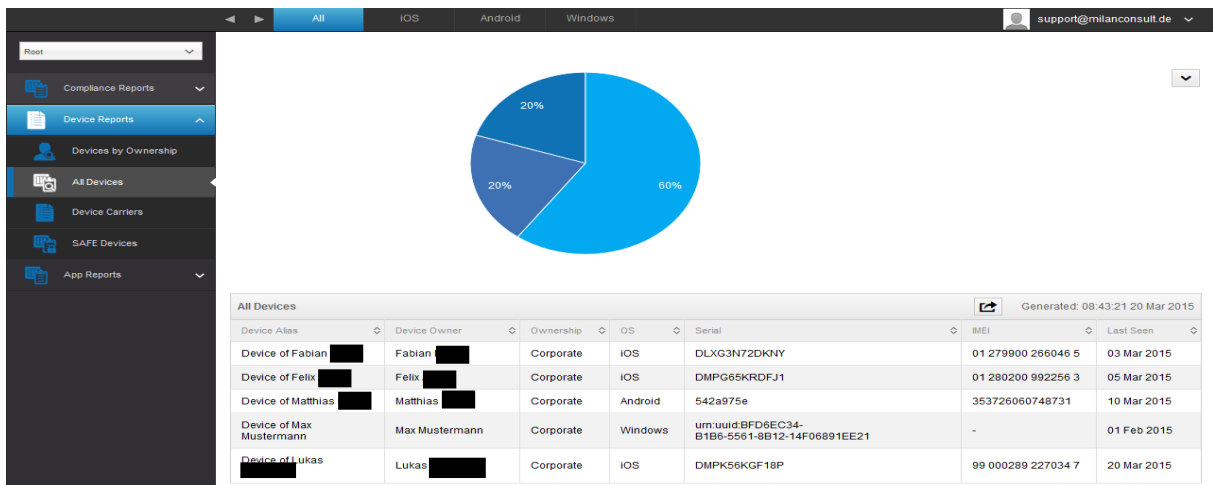 All iOS Android Windows support@milanconsult.de
Root
Compliance Reports
Device Reports
Devices by Ownership
All Devices
Device Carriers
SAFE Devices
App Reports
20%
20%
60%
All Devices Generated: 08:43:21 20 Mar 2015
Device Alias Device Owner Ownership OS Serial IMEI Last Seen
Device of Fabian Fabian Corporate iOS DLXG3N72DKNY 01 279900 266046 5 03 Mar 2015
Device of Felix Felix Corporate iOS DMPG65KRDFJ1 01 280200 992256 3 05 Mar 2015
Device of Matthias Matthias Corporate Android 542a975e 353726060748731 10 Mar 2015
Device of Max
Mustermann Max Mustermann Corporate Windows urn:uuid:BFD6EC34-
B1B6-5561-8B12-14F06891EE21 - 01 Feb 2015
Device of Lukas
Lukas Corporate iOS DMPK56KGF18P 99 000289 227034 7 20 Mar 2015